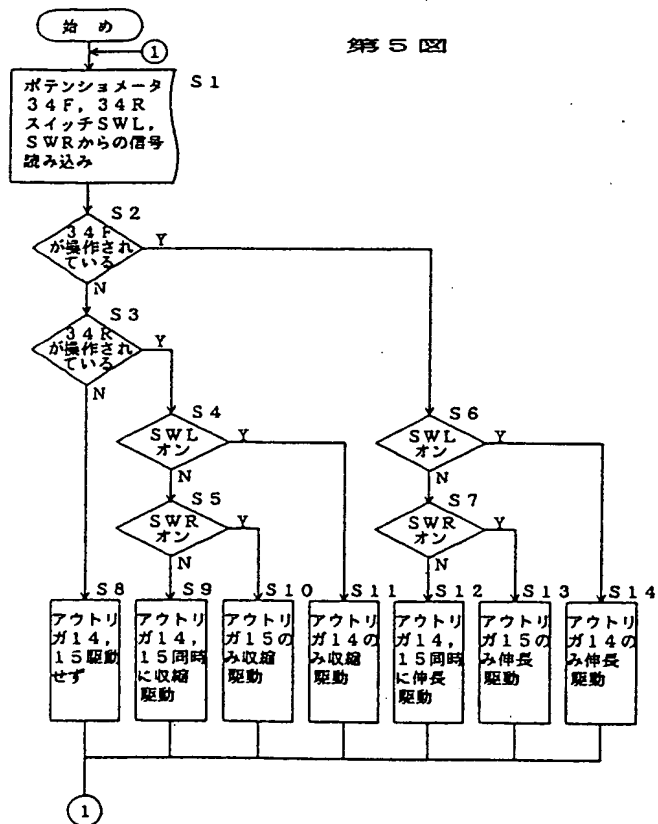 第5図
始 め
①
S1
ポテンショメータ
34F,34R
スイッチSWL,
SWRからの信号
読み込み
S2
34F
が操作され
ている
Y
N
S3
34R
が操作され
ている
Y
N
S4
SWL
オン
Y
N
S5
SWR
オン
Y
N
S6
SWL
オン
Y
N
S7
SWR
オン
Y
N
S8
アウトリ
ガ14,
15駆動
せず
S9
アウトリ
ガ14,
15同時
に収縮
駆動
S10
アウトリ
ガ15の
み収縮
駆動
S11
アウトリ
ガ14の
み収縮
駆動
S12
アウトリ
ガ14,
15同時
に伸長
駆動
S13
アウトリ
ガ15の
み伸長
駆動
S14
アウトリ
ガ14の
み伸長
駆動
①